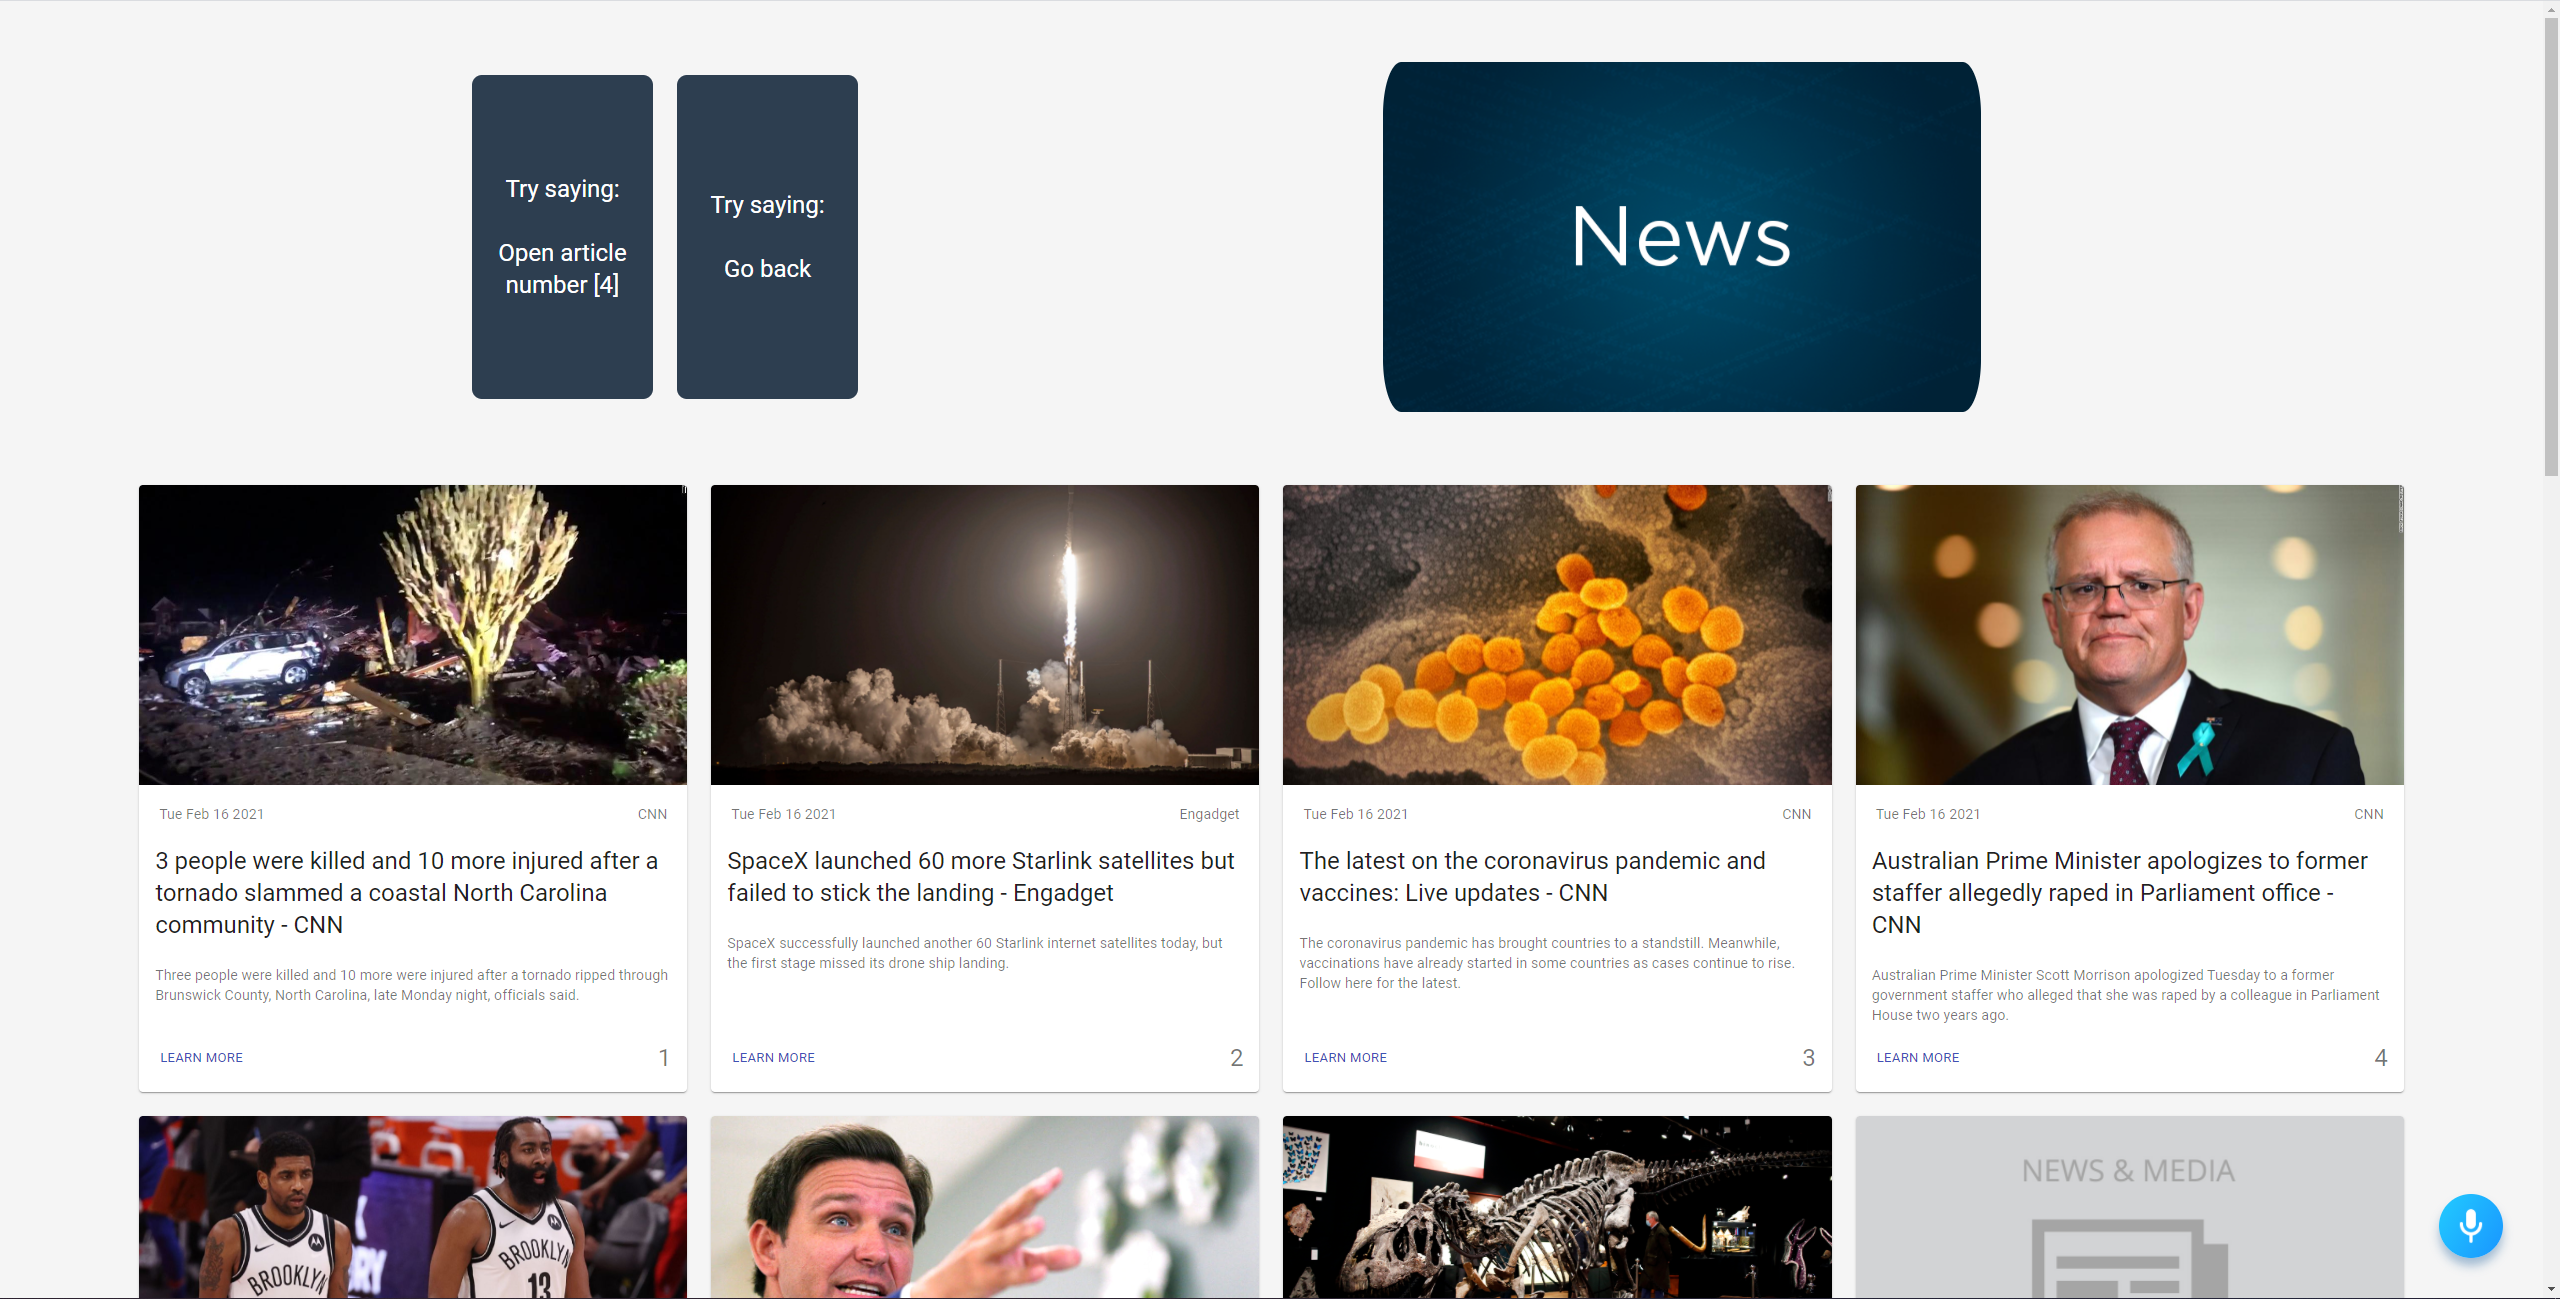 Try saying:
Open article
number [4]
Try saying:
Go back
News
Tue Feb 16 2021
CNN
3 people were killed and 10 more injured after a
tornado slammed a coastal North Carolina
community - CNN
Three people were killed and 10 more were injured after a tornado ripped through
Brunswick County, North Carolina, late Monday night, officials said.
LEARN MORE
1
Tue Feb 16 2021
Engadget
SpaceX launched 60 more Starlink satellites but
failed to stick the landing - Engadget
SpaceX successfully launched another 60 Starlink internet satellites today, but
the first stage missed its drone ship landing.
LEARN MORE
2
Tue Feb 16 2021
CNN
The latest on the coronavirus pandemic and
vaccines: Live updates - CNN
The coronavirus pandemic has brought countries to a standstill. Meanwhile,
vaccinations have already started in some countries as cases continue to rise.
Follow here for the latest.
LEARN MORE
3
Tue Feb 16 2021
CNN
Australian Prime Minister apologizes to former
staffer allegedly raped in Parliament office -
CNN
Australian Prime Minister Scott Morrison apologized Tuesday to a former
government staffer who alleged that she was raped by a colleague in Parliament
House two years ago.
LEARN MORE
4
BROOKLYN
BROOKLYN
13
NEWS & MEDIA